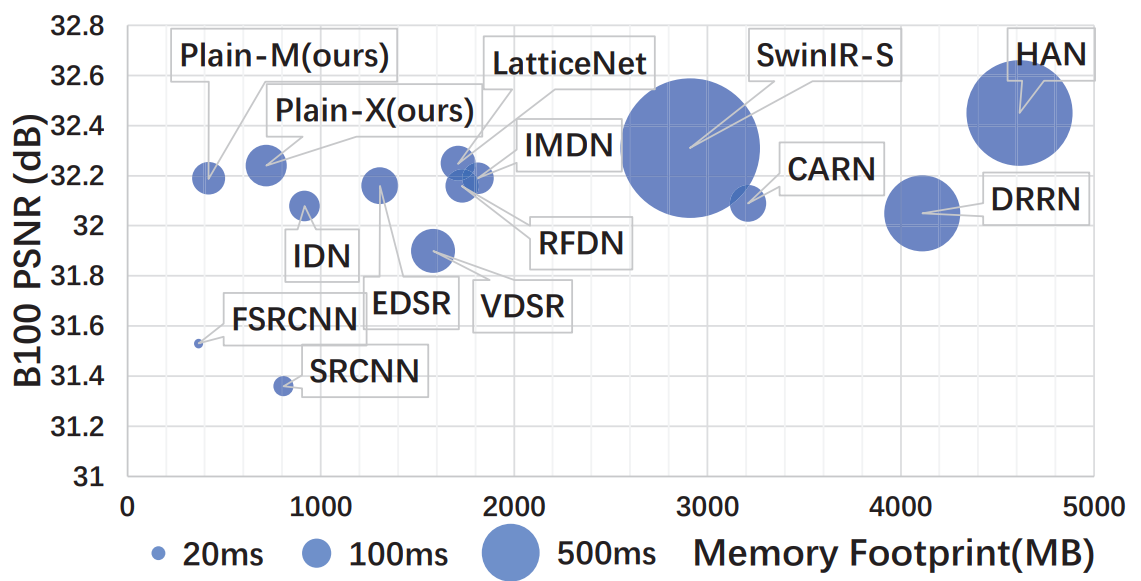 32.8
32.6
32.4
32.2
32
31.8
31.6
31.4
31.2
31
B100 PSNR (dB)
Plain-M(ours)
LatticeNet
SwinIR-S
HAN
Plain-X(ours)
IMDN
CARN
DRRN
IDN
RFDN
FSRCNN
EDSR
VDSR
SRCNN
0 1000 2000 3000 4000 5000
20ms 100ms 500ms Memory Footprint(MB)